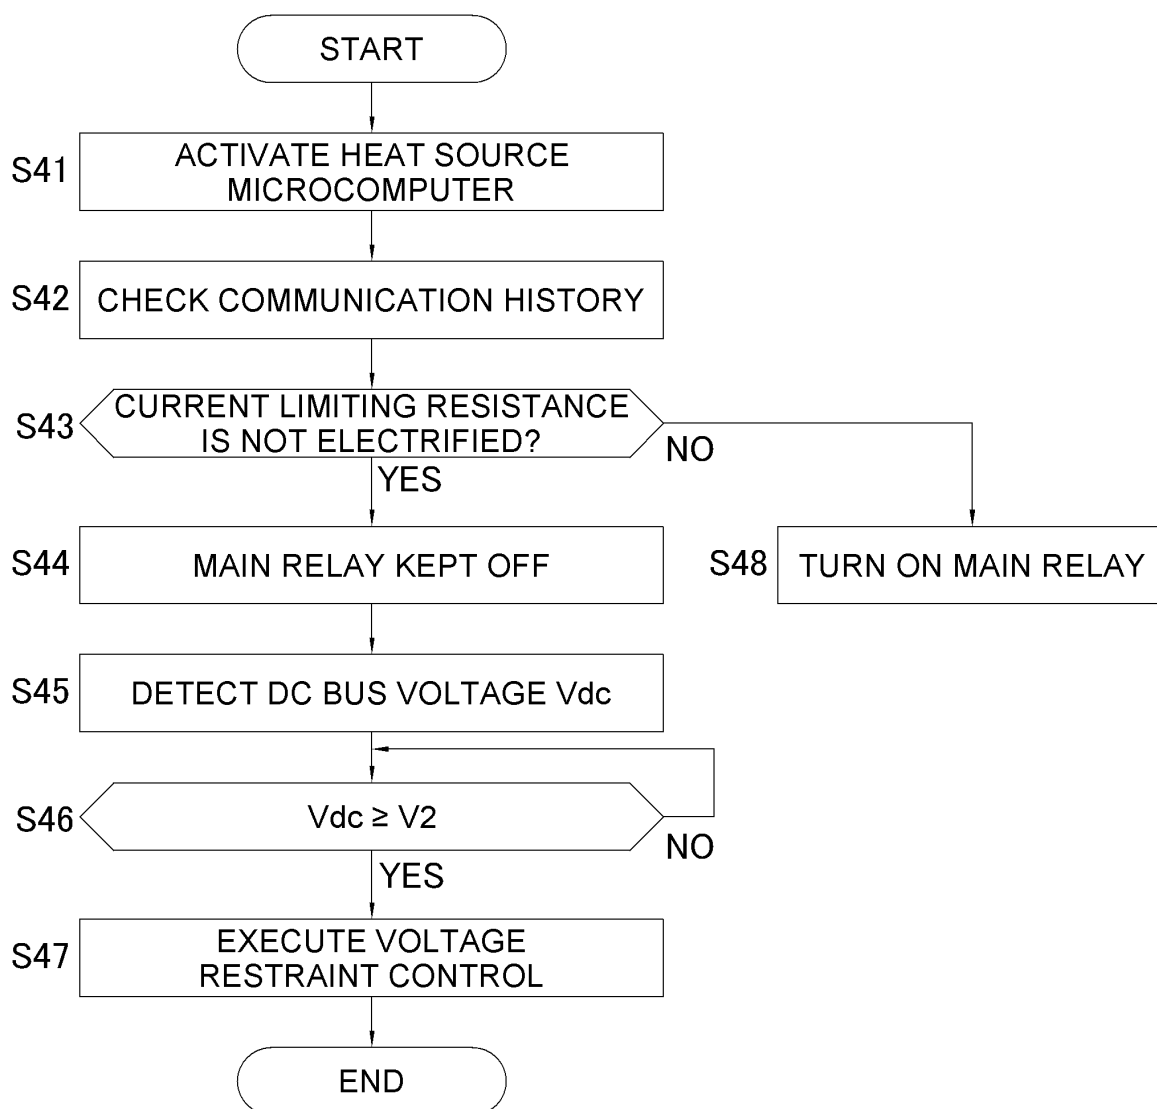 START
S41
ACTIVATE HEAT SOURCE
MICROCOMPUTER
S42
CHECK COMMUNICATION HISTORY
S43
CURRENT LIMITING RESISTANCE
IS NOT ELECTRIFIED?
NO
YES
S44
MAIN RELAY KEPT OFF
S48
TURN ON MAIN RELAY
S45
DETECT DC BUS VOLTAGE Vdc
S46
Vdc ≥ V2
NO
YES
S47
EXECUTE VOLTAGE
RESTRAINT CONTROL
END